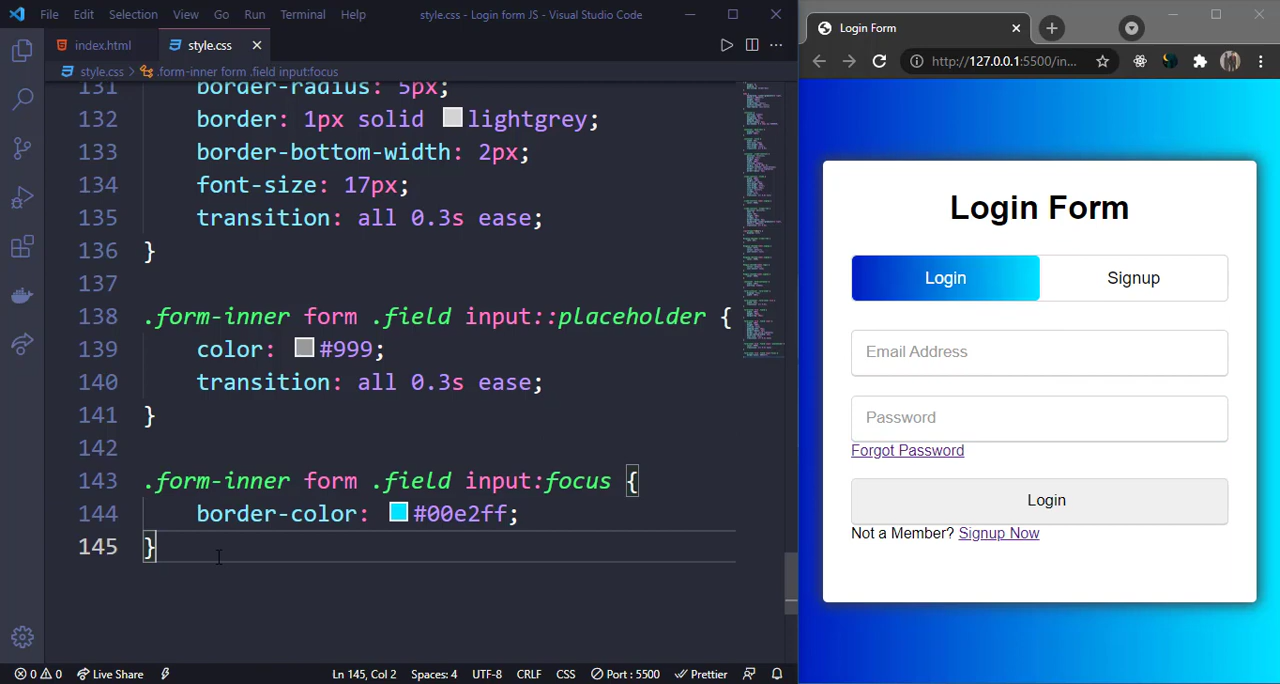 File Edit Selection View Go Run Terminal Help style.css - Login form JS - Visual Studio Code
index.html style.css
style.css > .form-inner form .field input:focus
131 border-radius: 5px;
132 border: 1px solid lightgrey;
133 border-bottom-width: 2px;
134 font-size: 17px;
135 transition: all 0.3s ease;
136 }
137
138 .form-inner form .field input::placeholder {
139 color: #999;
140 transition: all 0.3s ease;
141 }
142
143 .form-inner form .field input:focus {
144 border-color: #00e2ff;
145 }
0 0 Live Share Ln 145, Col 2 Spaces: 4 UTF-8 CRLF CSS Port : 5500 Prettier
Login Form
http://127.0.0.1:5500/in...
Login Form
Login Signup
Email Address
Password
Forgot Password
Login
Not a Member? Signup Now